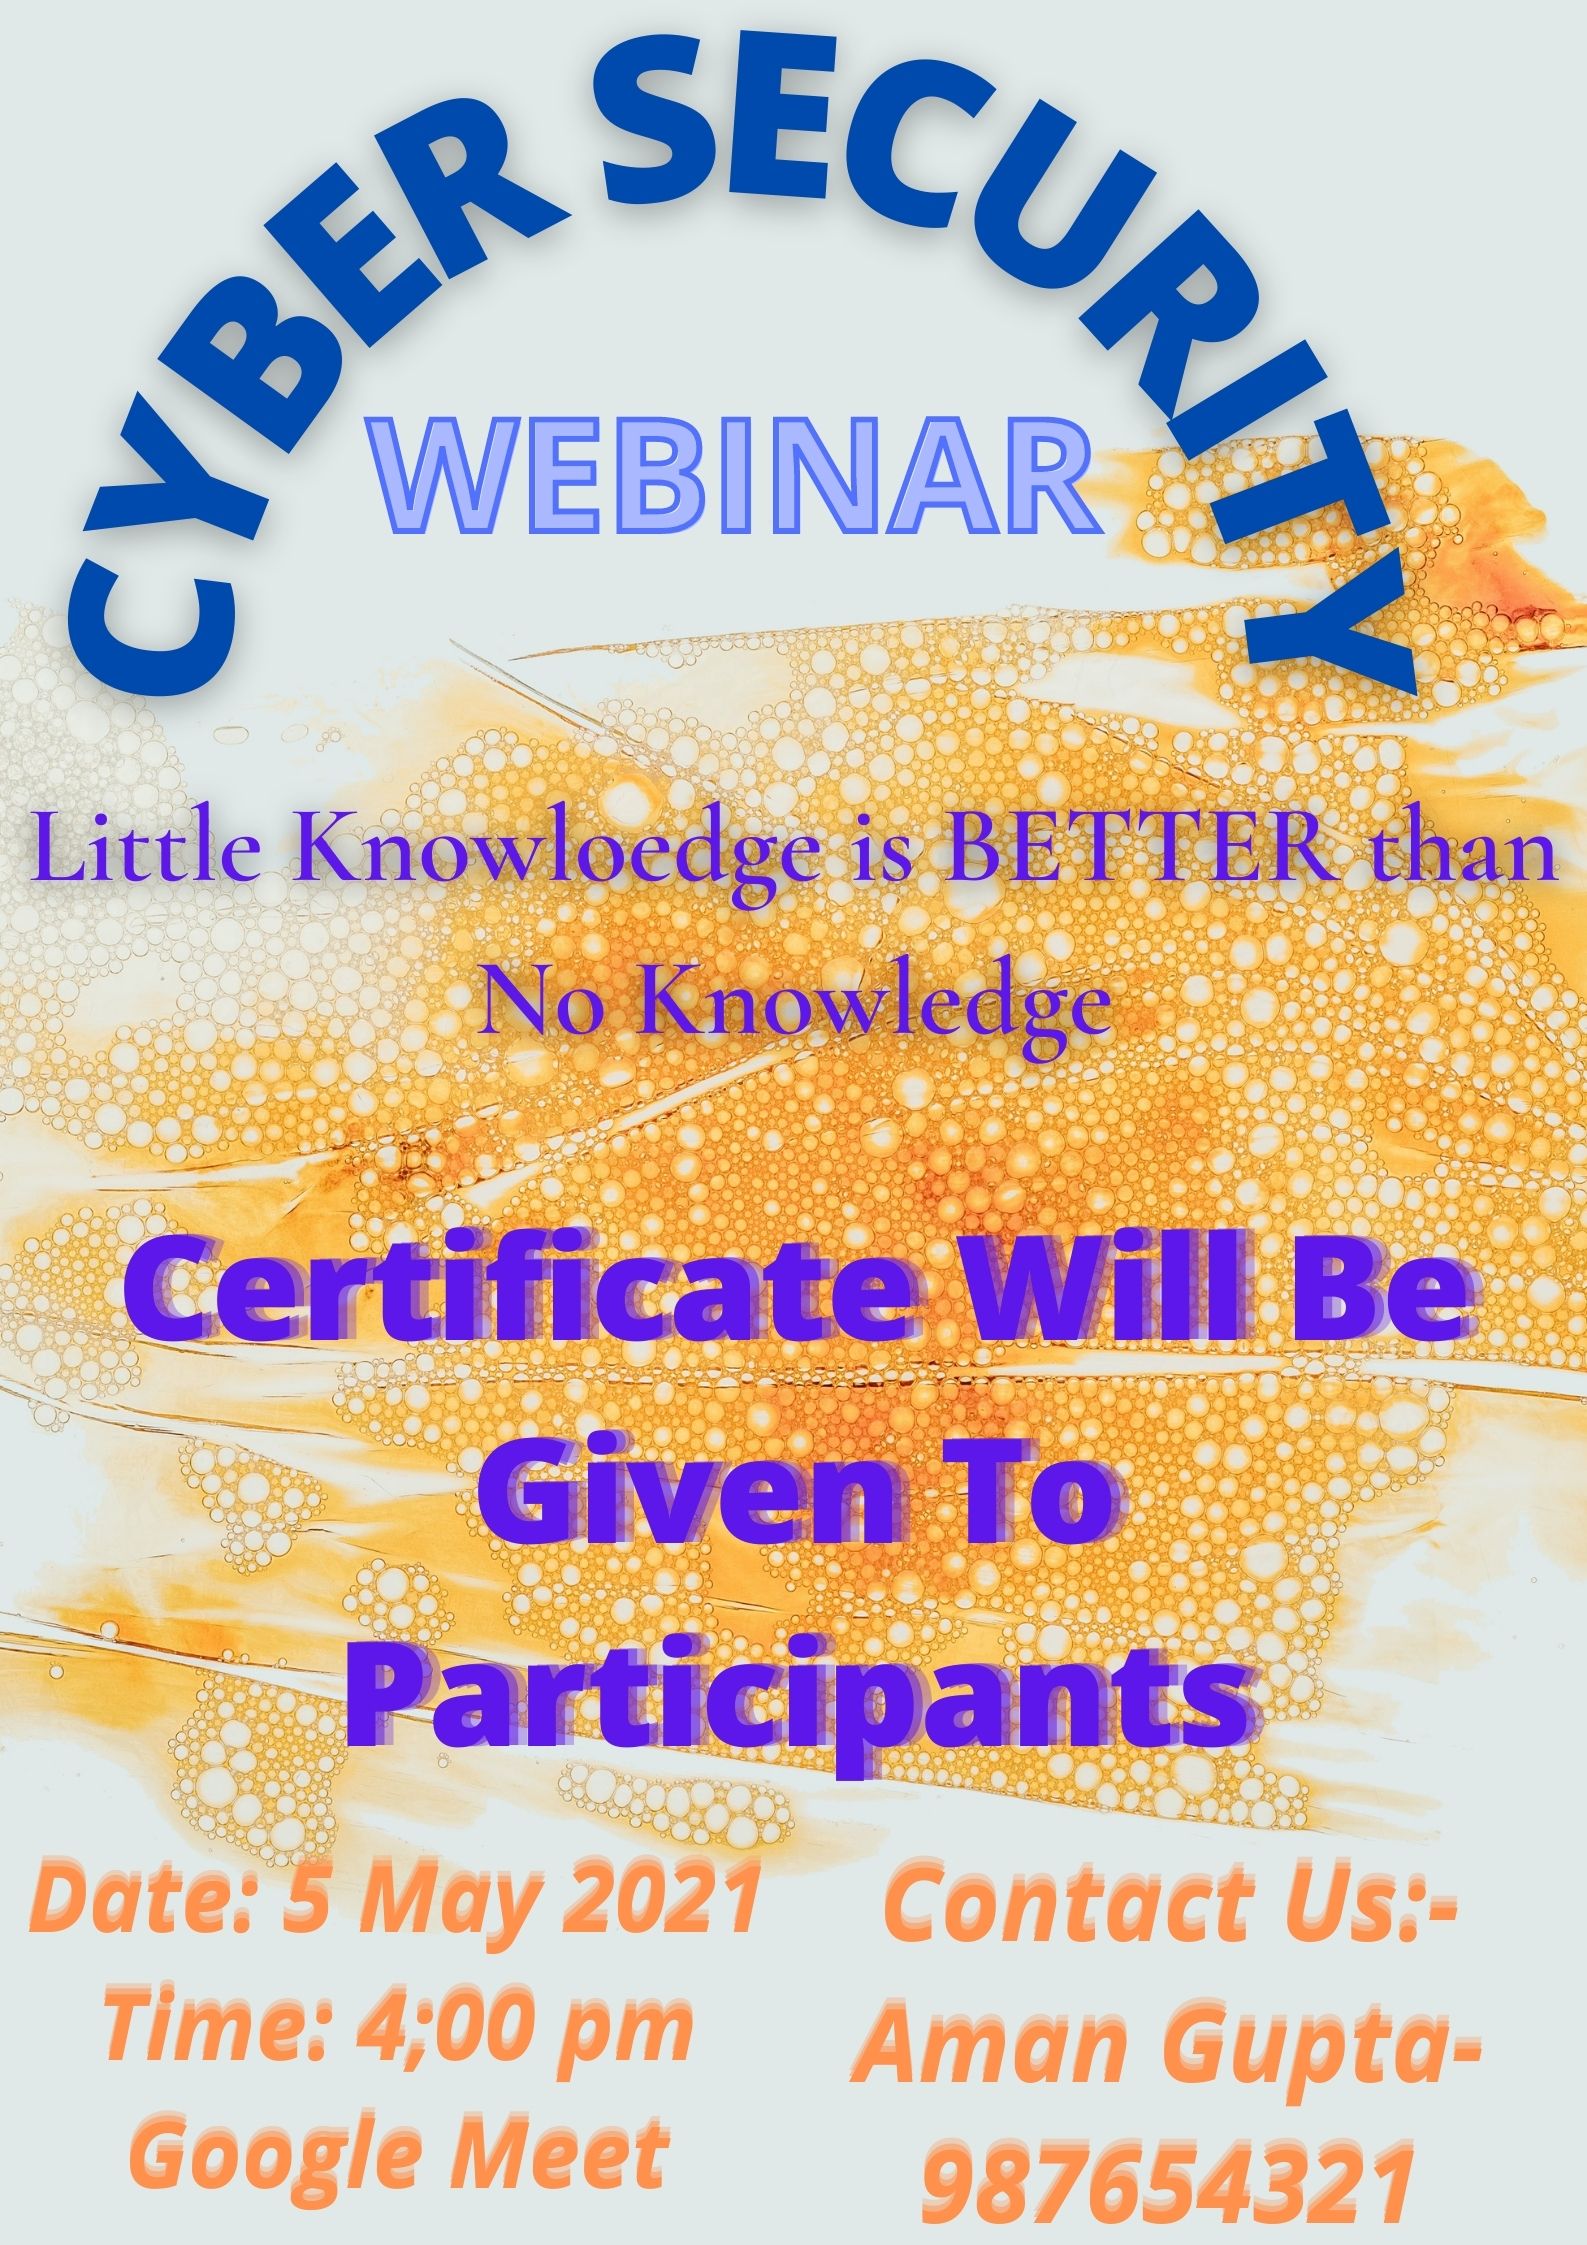 CYBER SECURITY
WEBINAR
Little Knowloedge is BETTER than
No Knowledge
Certificate Will Be
Given To
Participants
Date: 5 May 2021
Time: 4;00 pm
Google Meet
Contact Us:-
Aman Gupta-
987654321